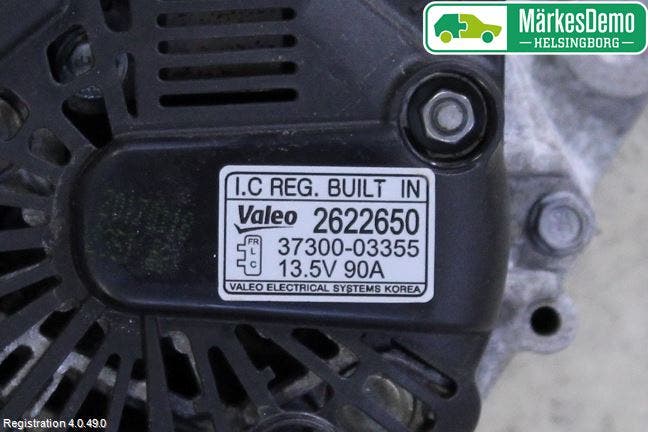 MärkesDemo
HELSINGBORG
I.C REG. BUILT IN
Valeo 2622650
FR
L
C
37300-03355
13.5V 90A
VALEO ELECTRICAL SYSTEMS KOREA
Registration 4.0.49.0